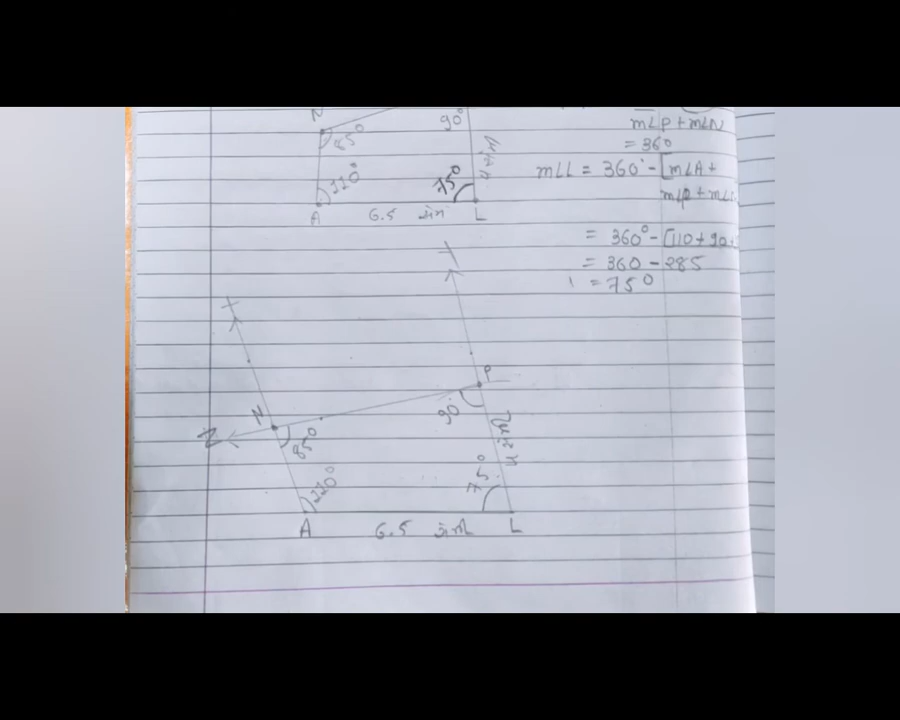 N
85°
90°
110°
75°
A 6.5 સેમી L
m∠P + m∠N
= 360
m∠L = 360° - [m∠A +
m∠P + m∠
= 360° - [110 + 90 +
= 360 - 285
= 75°
X
Y
P
N
Z
90°
85°
75°
110°
A 6.5 સેમી L